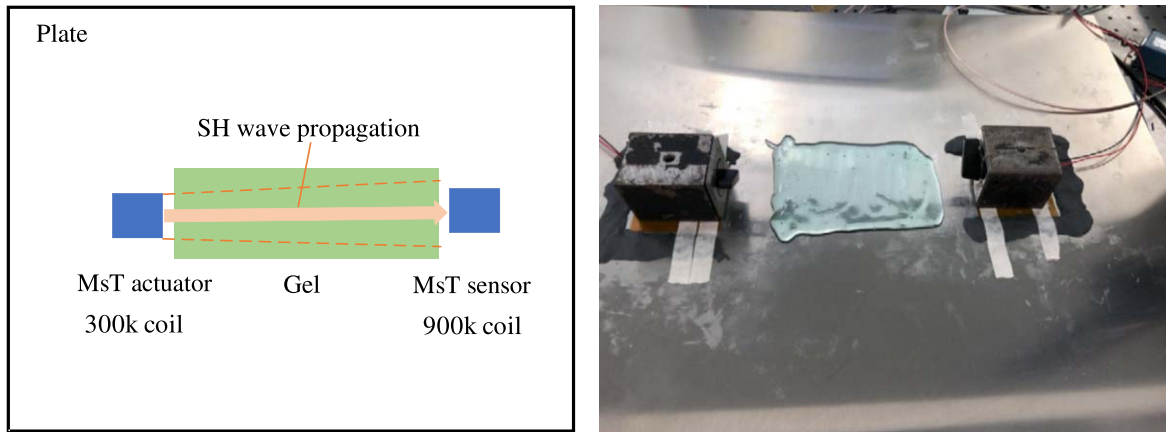 Plate
SH wave propagation
MsT actuator
Gel
MsT sensor
300k coil
900k coil